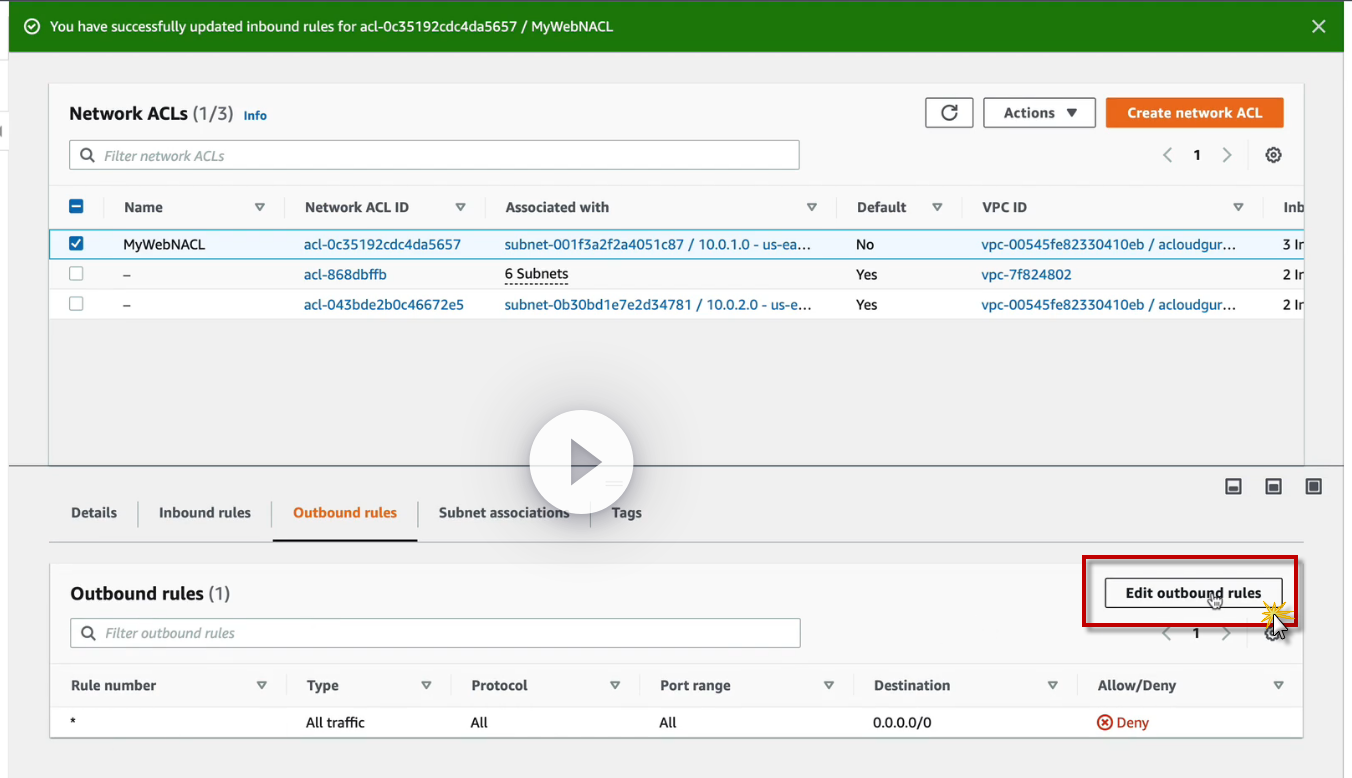 You have successfully updated inbound rules for acl-0c35192cdc4da5657 / MyWebNACL
Network ACLs (1/3) Info
Actions
Create network ACL
Filter network ACLs
1
Name Network ACL ID Associated with Default VPC ID Inb
MyWebNACL acl-0c35192cdc4da5657 subnet-001f3a2f2a4051c87 / 10.0.1.0 - us-ea... No vpc-00545fe82330410eb / acloudgur... 3 In
– acl-868dbffb 6 Subnets Yes vpc-7f824802 2 In
– acl-043bde2b0c46672e5 subnet-0b30bd1e7e2d34781 / 10.0.2.0 - us-e... Yes vpc-00545fe82330410eb / acloudgur... 2 In
Details Inbound rules Outbound rules Subnet associations Tags
Outbound rules (1)
Edit outbound rules
Filter outbound rules
1
Rule number Type Protocol Port range Destination Allow/Deny
* All traffic All All 0.0.0.0/0 Deny